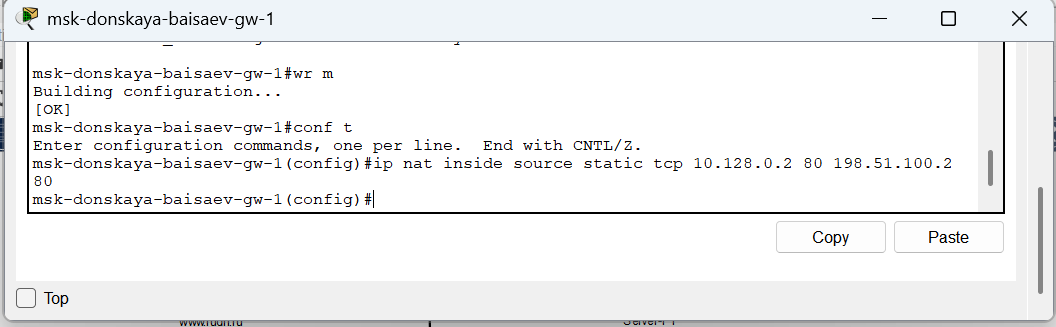 msk-donskaya-baisaev-gw-1
msk-donskaya-baisaev-gw-1#wr m
Building configuration...
[OK]
msk-donskaya-baisaev-gw-1#conf t
Enter configuration commands, one per line.  End with CNTL/Z.
msk-donskaya-baisaev-gw-1(config)#ip nat inside source static tcp 10.128.0.2 80 198.51.100.2
80
msk-donskaya-baisaev-gw-1(config)#
Copy
Paste
Top
www.rudn.ru